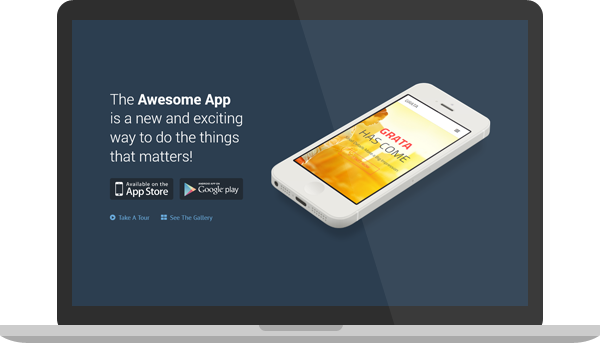 The Awesome App
is a new and exciting
way to do the things
that matters!
Available on the
App Store
ANDROID APP ON
Google play
Take A Tour
See The Gallery
GRATA
HAS COME